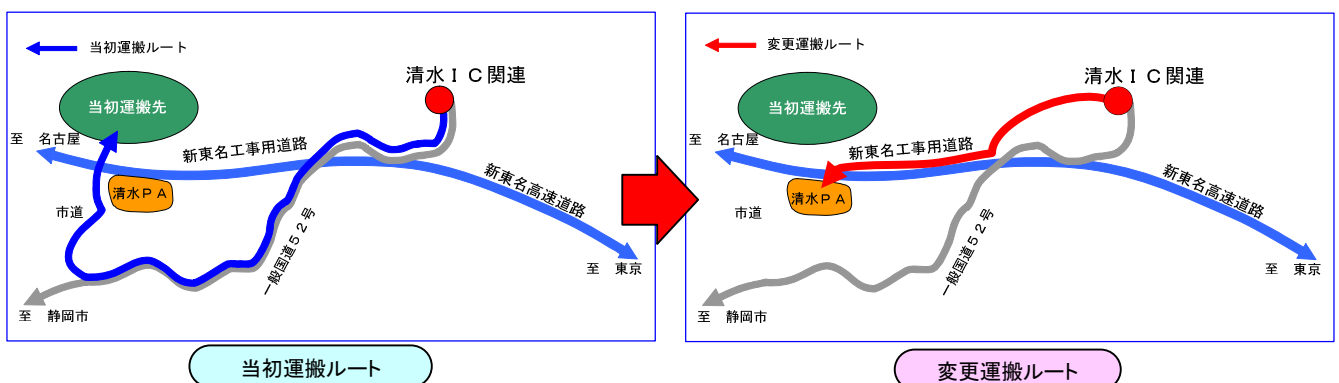 当初運搬ルート
清水ＩＣ関連
当初運搬先
至　名古屋
新東名工事用道路
清水ＰＡ
新東名高速道路
市道
一般国道５２号
至　東京
至　静岡市
当初運搬ルート
変更運搬ルート
清水ＩＣ関連
当初運搬先
至　名古屋
新東名工事用道路
清水ＰＡ
新東名高速道路
市道
一般国道５２号
至　東京
至　静岡市
変更運搬ルート